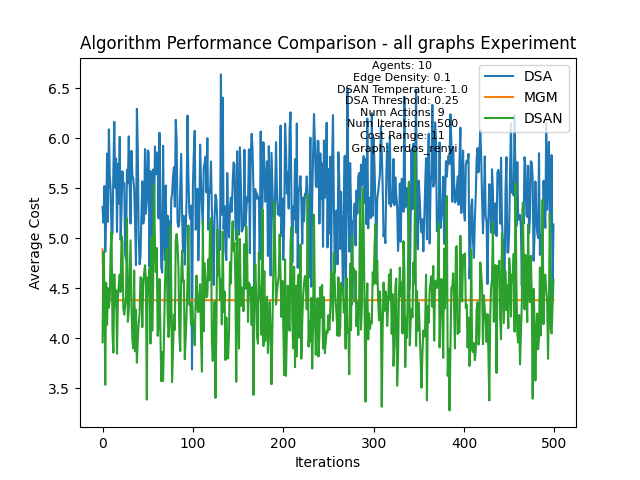 Algorithm Performance Comparison - all graphs Experiment
Agents: 10
Edge Density: 0.1
DSAN Temperature: 1.0
DSA Threshold: 0.25
Num Actions: 9
Num Iterations: 500
Cost Range: 11
Graph: erdos_renyi
DSA
MGM
DSAN
Average Cost
6.5
6.0
5.5
5.0
4.5
4.0
3.5
0
100
200
300
400
500
Iterations